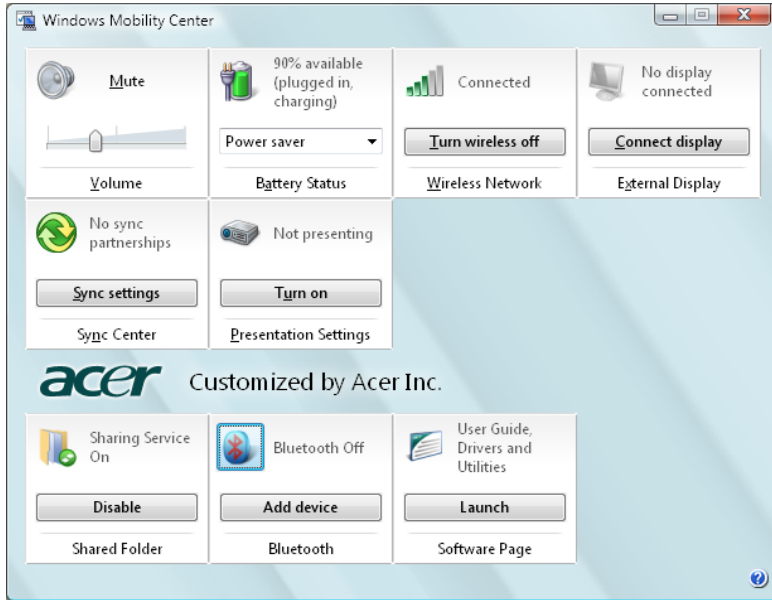 Windows Mobility Center
Mute
Volume
90% available
(plugged in,
charging)
Power saver
Battery Status
Connected
Turn wireless off
Wireless Network
No display
connected
Connect display
External Display
No sync
partnerships
Sync settings
Sync Center
Not presenting
Turn on
Presentation Settings
acer Customized by Acer Inc.
Sharing Service
On
Disable
Shared Folder
Bluetooth Off
Add device
Bluetooth
User Guide,
Drivers and
Utilities
Launch
Software Page